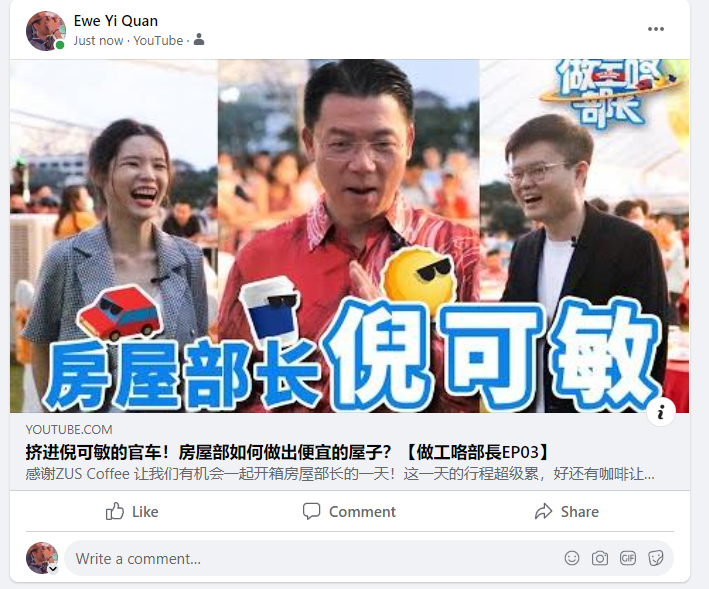 Ewe Yi Quan
Just now · YouTube ·
做工咯
部长
房屋部长 倪可敏
YOUTUBE.COM
挤进倪可敏的官车！房屋部如何做出便宜的屋子？【做工咯部長EP03】
感谢ZUS Coffee 让我们有机会一起开箱房屋部长的一天！这一天的行程超级累，好还有咖啡让...
Like Comment Share
Write a comment...
GIF